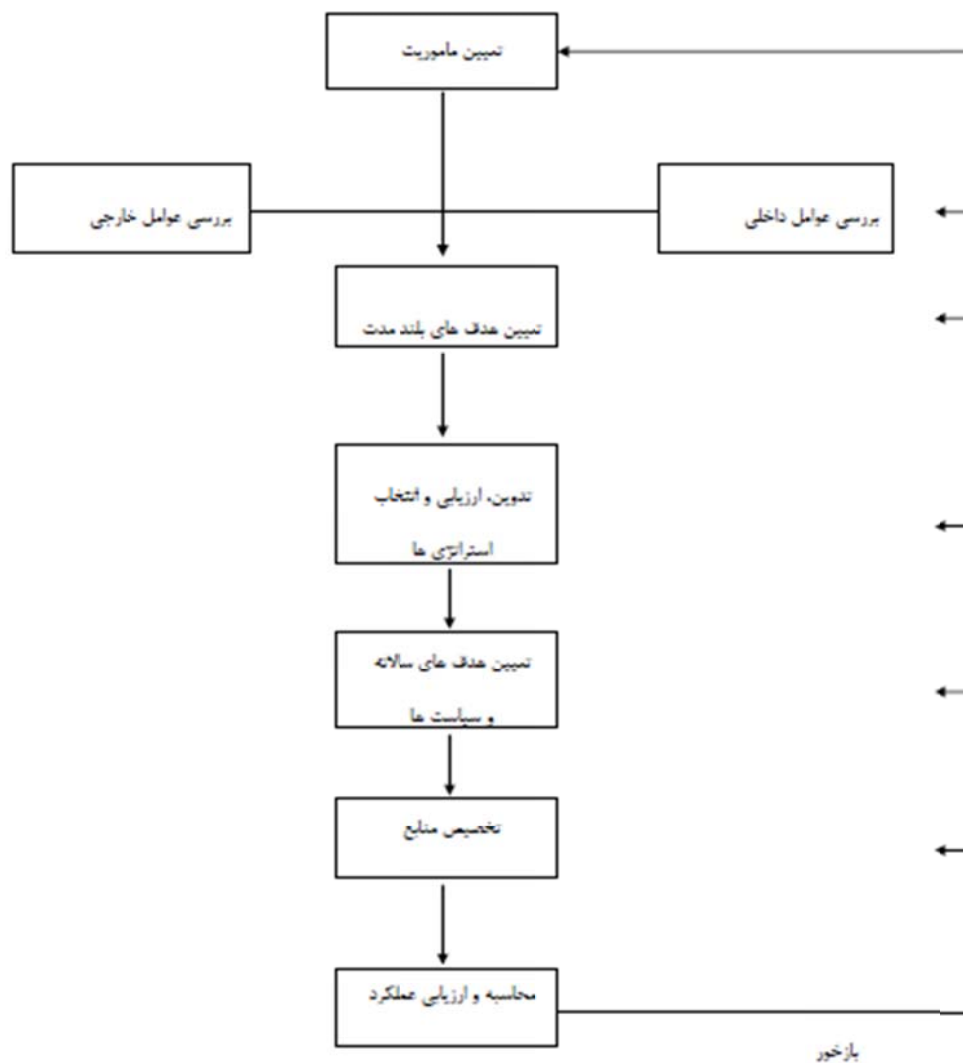 تعیین ماموریت
بررسی عوامل داخلی
بررسی عوامل خارجی
تعیین هدف های بلند مدت
تدوین، ارزیابی و انتخاب
استراتژی ها
تعیین هدف های سالانه
و سیاست ها
تخصیص منابع
محاسبه و ارزیابی عملکرد
بازخور